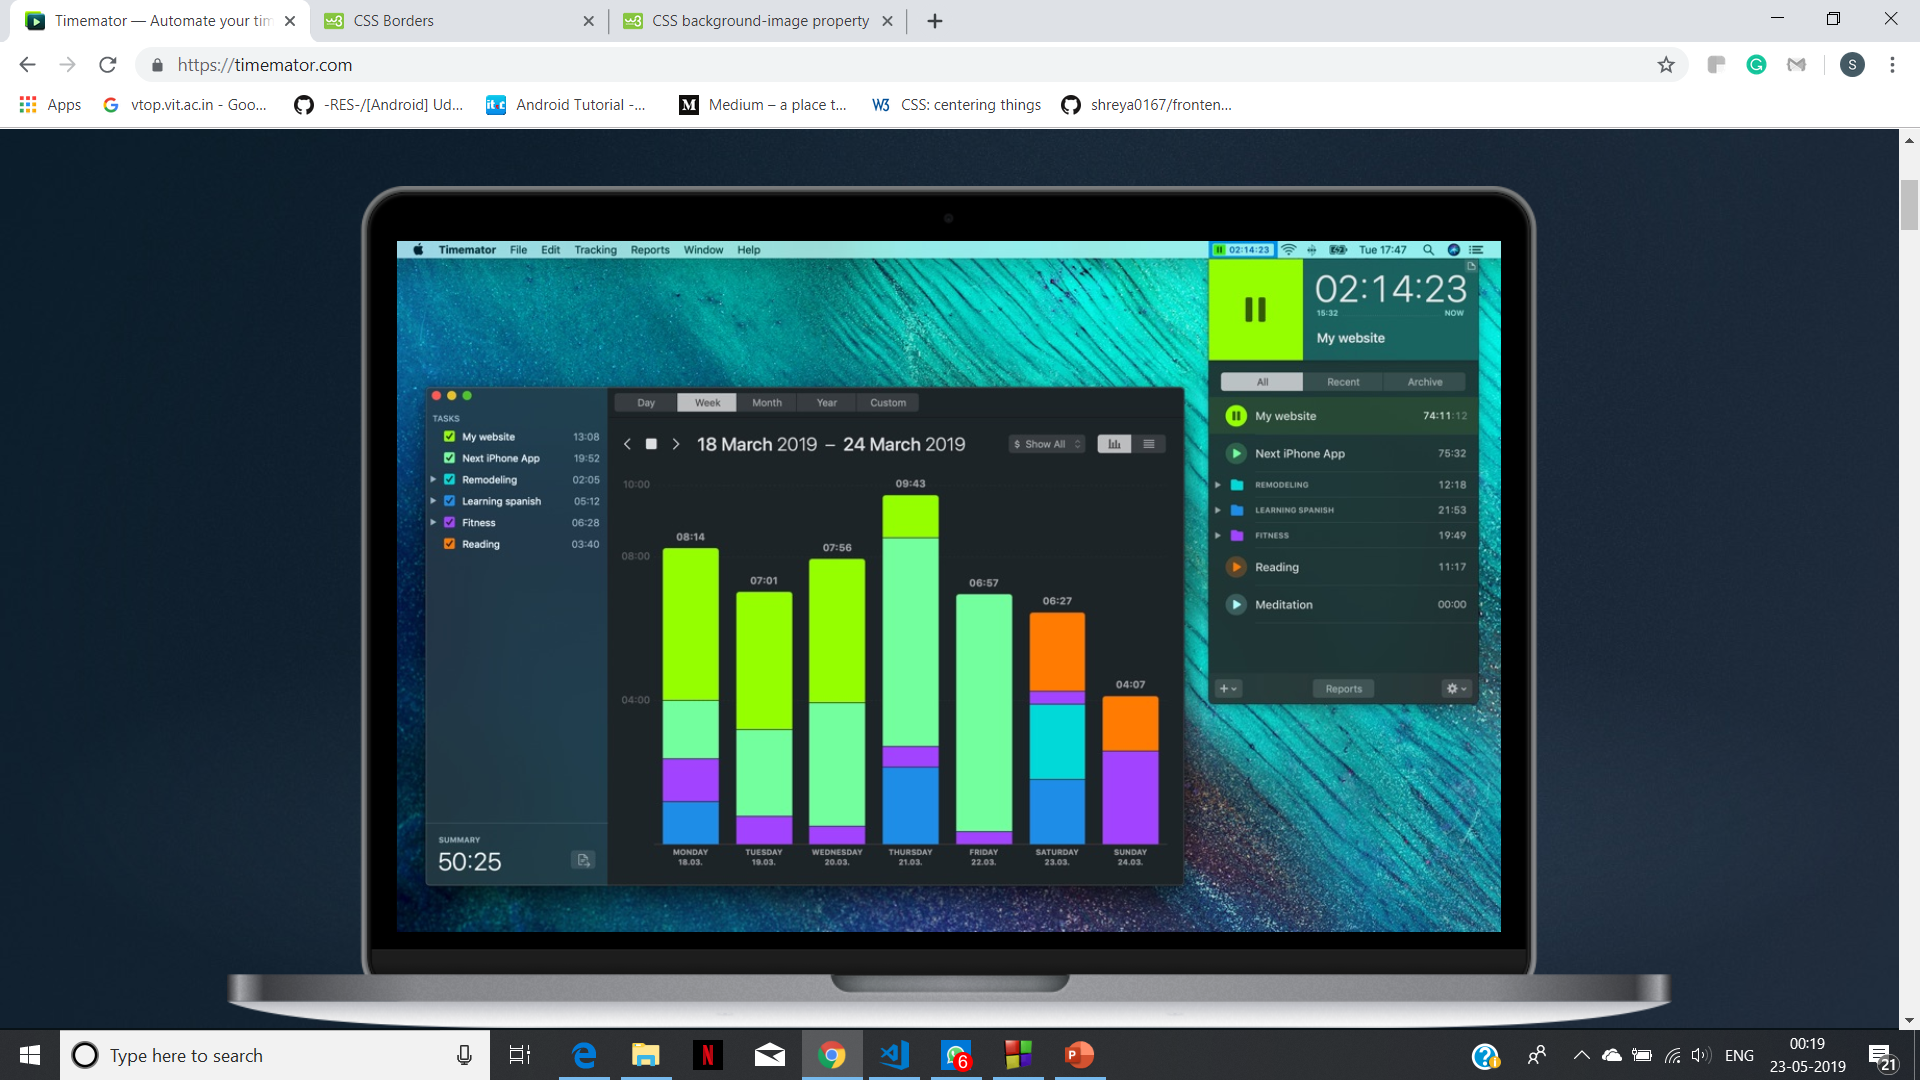 Timemator — Automate your tim
CSS Borders
CSS background-image property
https://timemator.com
S
Apps
vtop.vit.ac.in - Goo...
-RES-/[Android] Ud...
Android Tutorial -...
Medium – a place t...
CSS: centering things
shreya0167/fronten...
Timemator File Edit Tracking Reports Window Help
02:14:23 Tue 17:47
02:14:23
15:32 NOW
My website
All Recent Archive
My website 74:11:12
Next iPhone App 75:32
REMODELING 12:18
LEARNING SPANISH 21:53
FITNESS 19:49
Reading 11:17
Meditation 00:00
Reports
TASKS
My website 13:08
Next iPhone App 19:52
Remodeling 02:05
Learning spanish 05:12
Fitness 06:28
Reading 03:40
SUMMARY
50:25
Day Week Month Year Custom
18 March 2019 – 24 March 2019
$ Show All
10:00
08:00
04:00
08:14
07:01
07:56
09:43
06:57
06:27
04:07
MONDAY TUESDAY WEDNESDAY THURSDAY FRIDAY SATURDAY SUNDAY
18.03. 19.03. 20.03. 21.03. 22.03. 23.03. 24.03.
Type here to search
6
ENG
00:19
23-05-2019
21